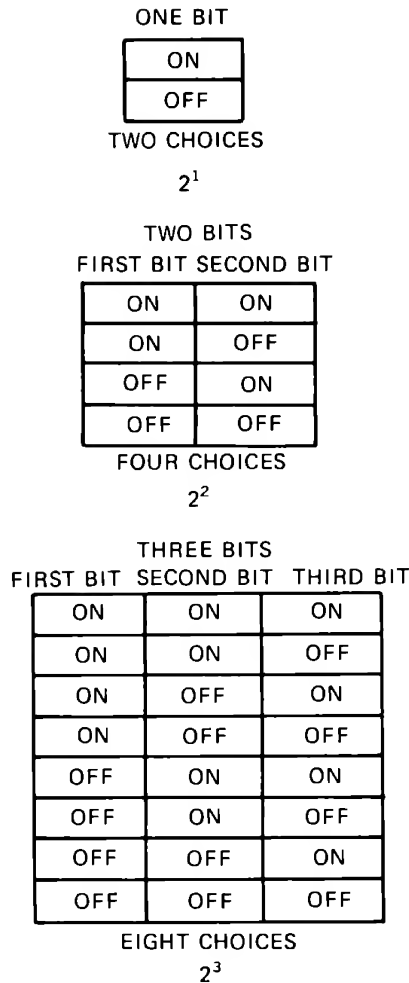 ONE BIT
ON
OFF
TWO CHOICES
2¹
TWO BITS
FIRST BIT SECOND BIT
ON ON
ON OFF
OFF ON
OFF OFF
FOUR CHOICES
2²
THREE BITS
FIRST BIT SECOND BIT THIRD BIT
ON ON ON
ON ON OFF
ON OFF ON
ON OFF OFF
OFF ON ON
OFF ON OFF
OFF OFF ON
OFF OFF OFF
EIGHT CHOICES
2³